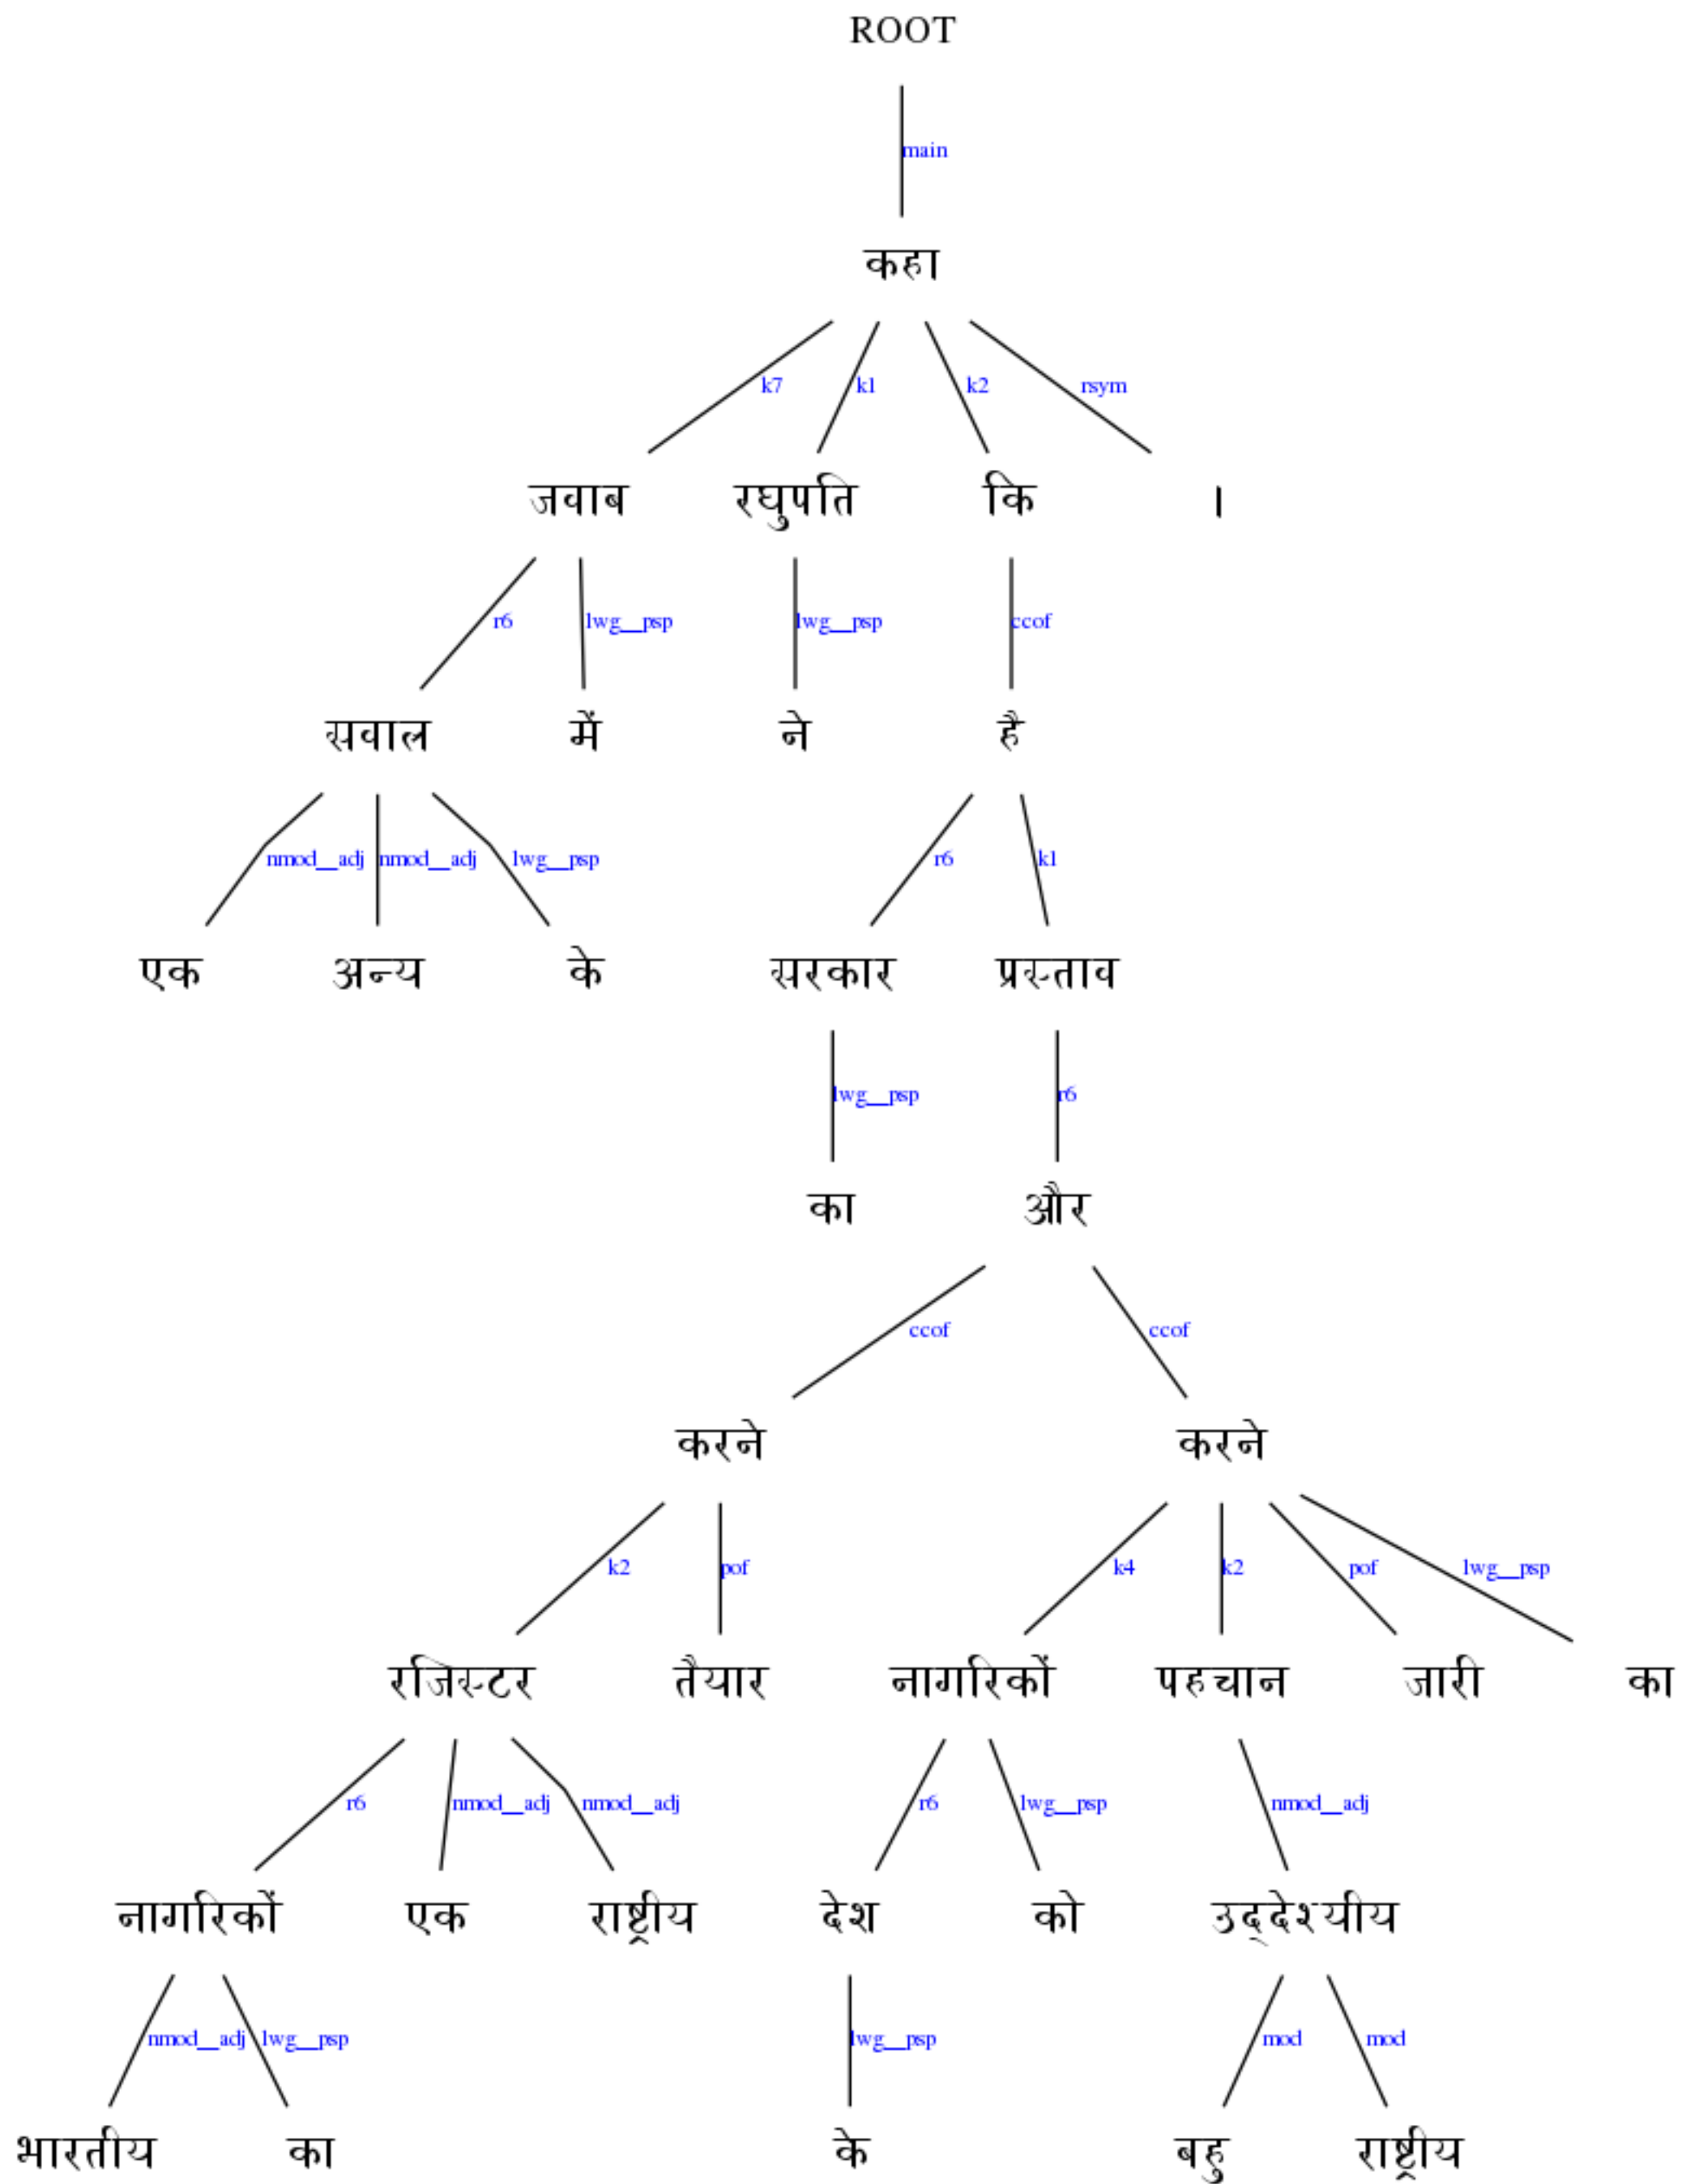 ROOT
main
कहा
k7 k1 k2 rsym
जवाब रघुपति कि ।
r6 lwg__psp lwg__psp ccof
सवाल में ने है
nmod__adj nmod__adj lwg__psp r6 k1
एक अन्य के सरकार प्रस्ताव
lwg__psp r6
का और
ccof ccof
करने करने
k2 pof k4 k2 pof lwg__psp
रजिस्टर तैयार नागरिकों पहचान जारी का
r6 nmod__adj nmod__adj r6 lwg__psp nmod__adj
नागरिकों एक राष्ट्रीय देश को उद्देश्यीय
nmod__adj lwg__psp lwg__psp mod mod
भारतीय का के बहु राष्ट्रीय